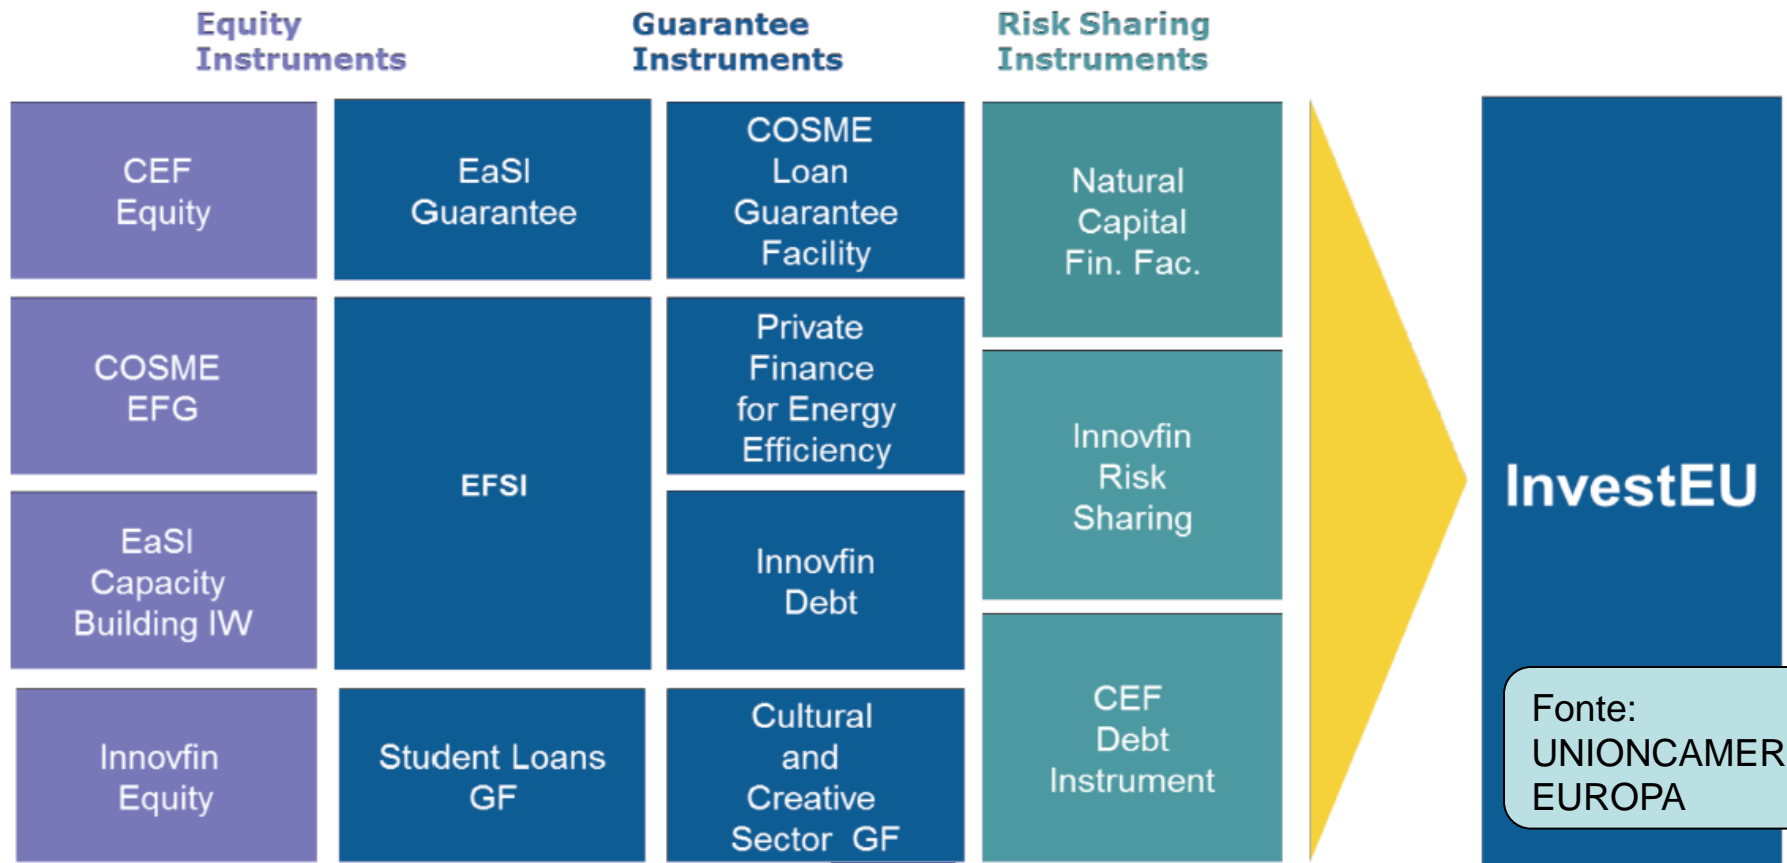 Equity
Instruments
Guarantee
Instruments
Risk Sharing
Instruments
CEF
Equity
COSME
EFG
EaSI
Capacity
Building IW
Innovfin
Equity
EaSI
Guarantee
EFSI
Student Loans
GF
COSME
Loan
Guarantee
Facility
Private
Finance
for Energy
Efficiency
Innovfin
Debt
Cultural
and
Creative
Sector GF
Natural
Capital
Fin. Fac.
Innovfin
Risk
Sharing
CEF
Debt
Instrument
InvestEU
Fonte:
UNIONCAMER
EUROPA